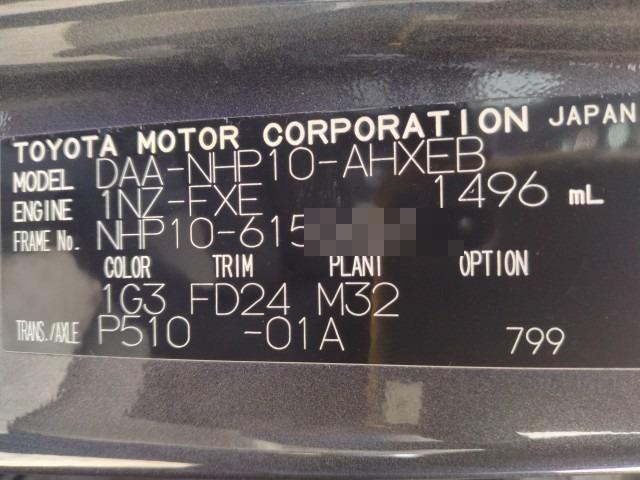 TOYOTA MOTOR CORPORATION JAPAN
MODEL DAA-NHP10-AHXEB
ENGINE 1NZ-FXE 1496 mL
FRAME No. NHP10-615
COLOR TRIM PLANT OPTION
1G3 FD24 M32
TRANS./AXLE P510 -01A 799